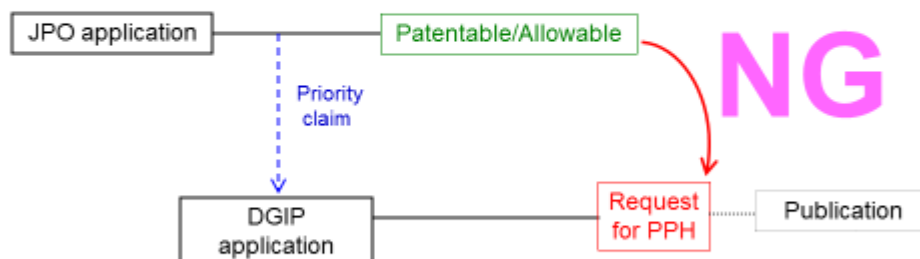 JPO application
Patentable/Allowable
NG
Priority
claim
DGIP
application
Request
for PPH
Publication